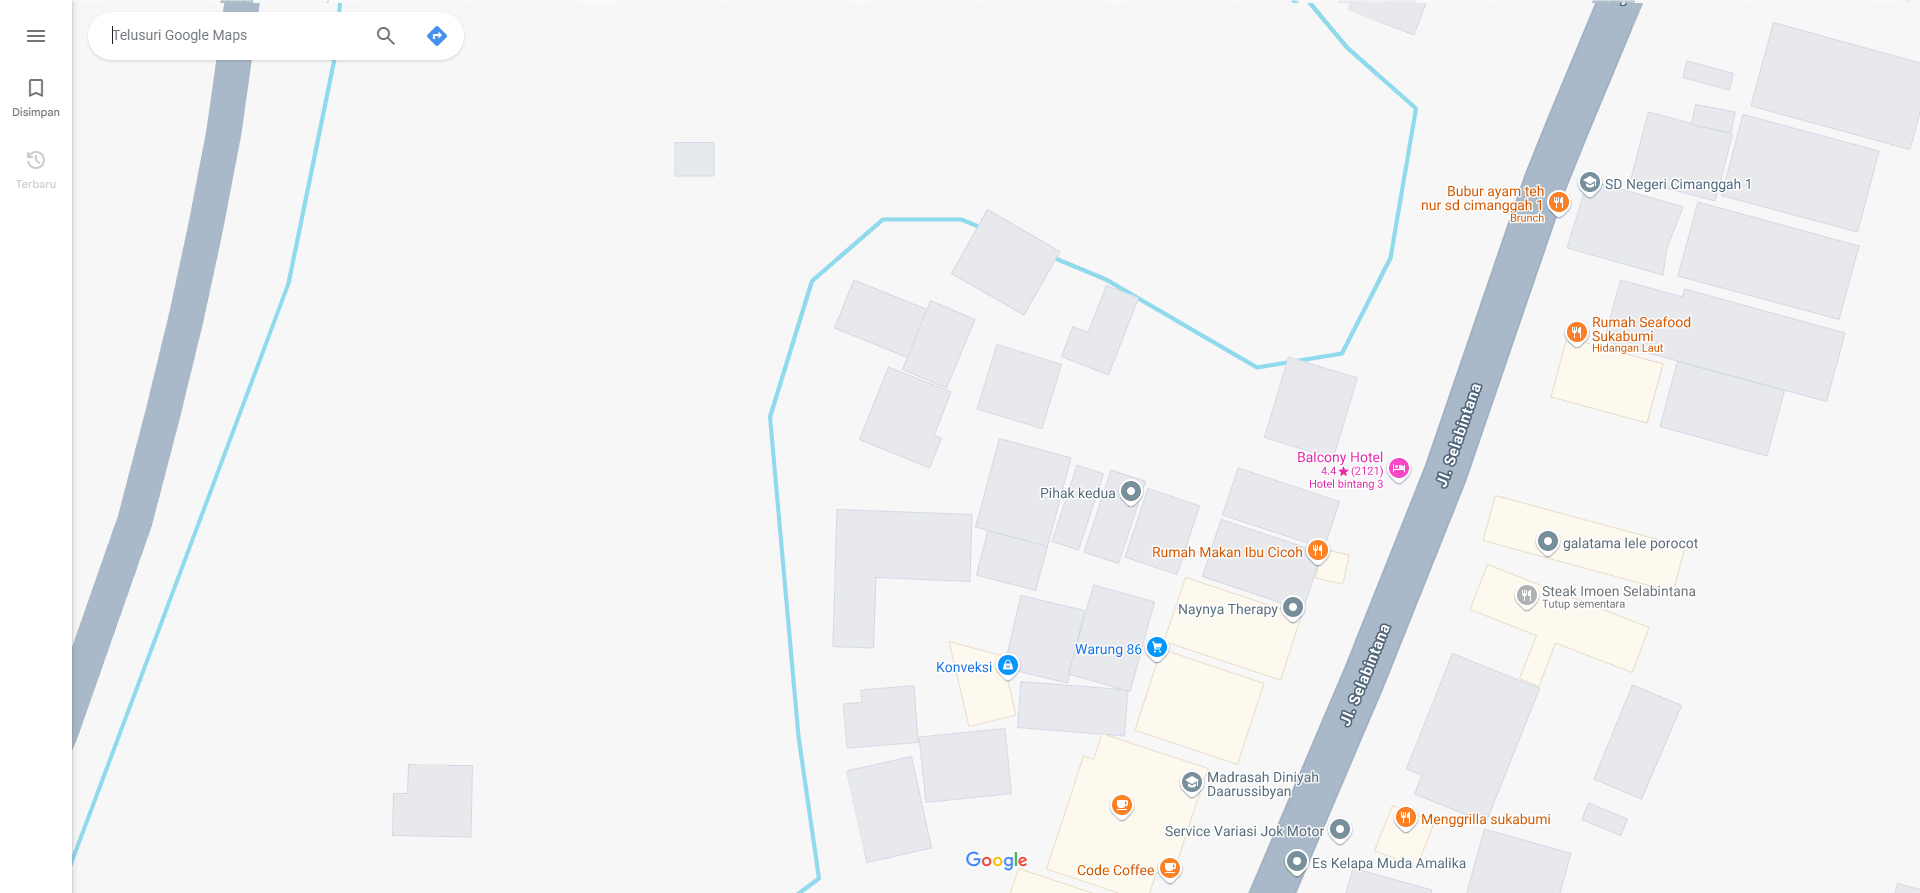 Telusuri Google Maps
Disimpan
Terbaru
Bubur ayam teh
nur sd cimanggah 1
Brunch
SD Negeri Cimanggah 1
Rumah Seafood
Sukabumi
Hidangan Laut
Jl. Selabintana
Balcony Hotel
4.4★(2121)
Hotel bintang 3
Pihak kedua
Rumah Makan Ibu Cicoh
galatama lele porocot
Steak Imoen Selabintana
Tutup sementara
Naynya Therapy
Warung 86
Konveksi
Jl. Selabintana
Madrasah Diniyah
Daarussibyan
Service Variasi Jok Motor
Menggrilla sukabumi
Es Kelapa Muda Amalika
Code Coffee
Google